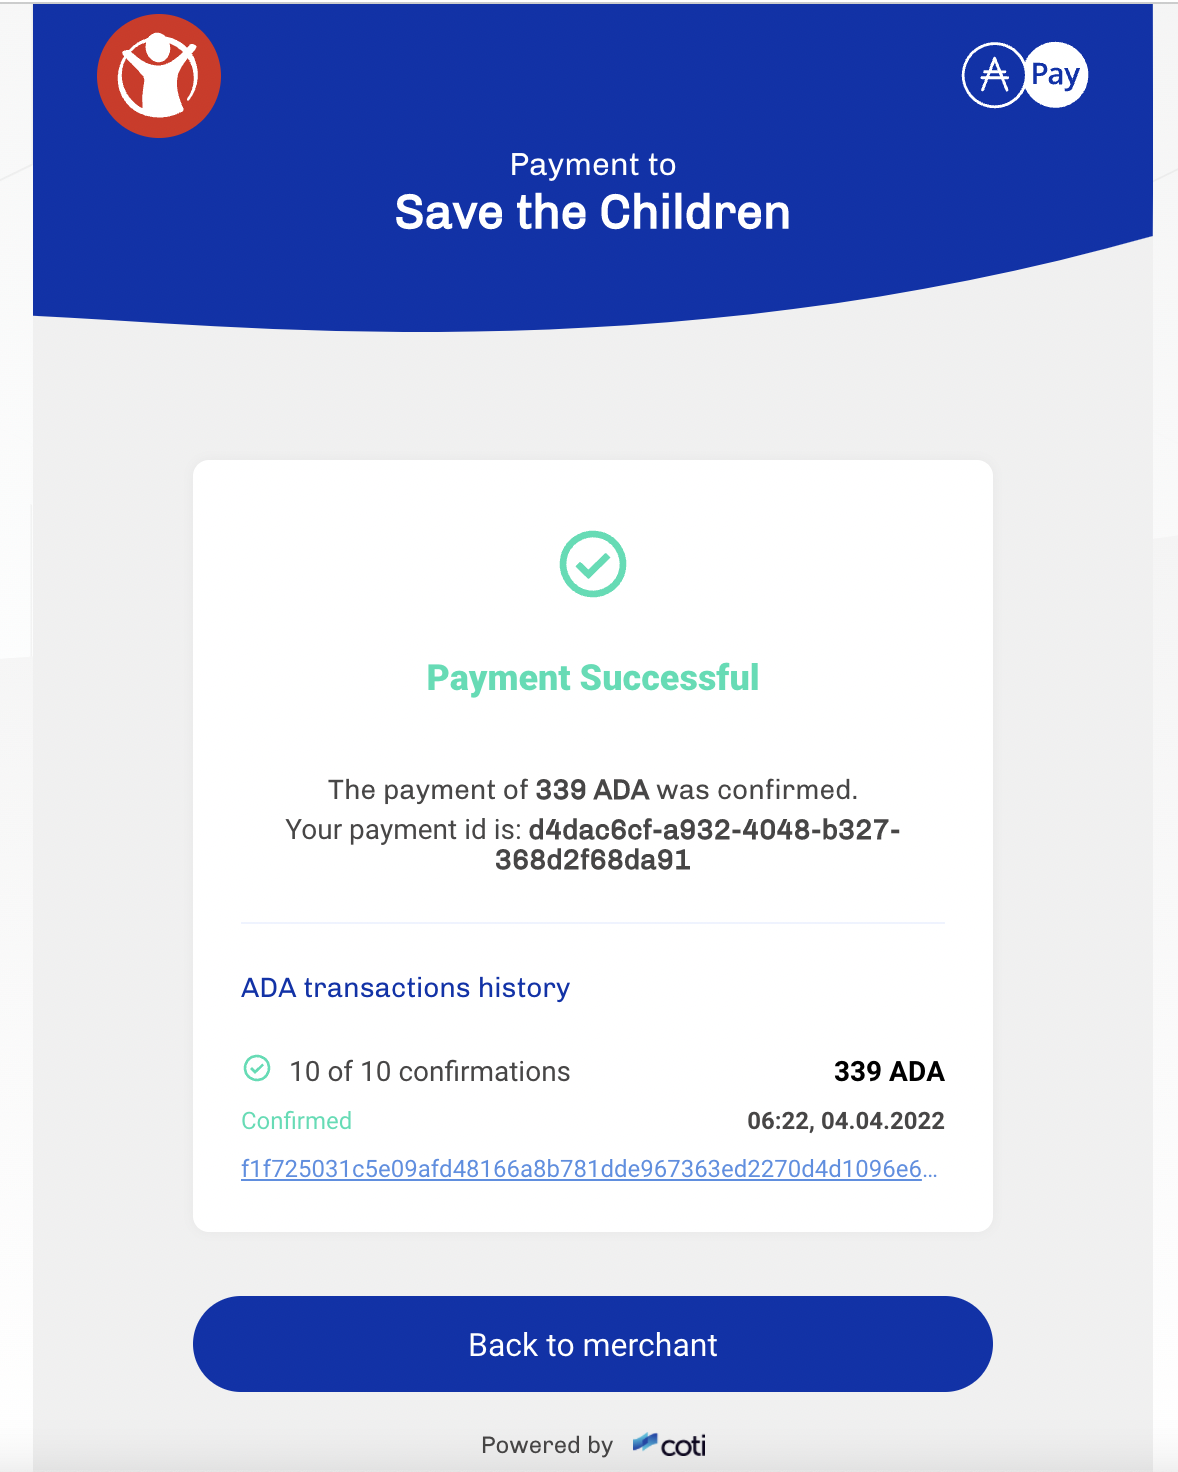 Pay
Payment to
Save the Children
Payment Successful
The payment of 339 ADA was confirmed.
Your payment id is: d4dac6cf-a932-4048-b327-
368d2f68da91
ADA transactions history
10 of 10 confirmations 339 ADA
Confirmed 06:22, 04.04.2022
f1f725031c5e09afd48166a8b781dde967363ed2270d4d1096e6...
Back to merchant
Powered by coti